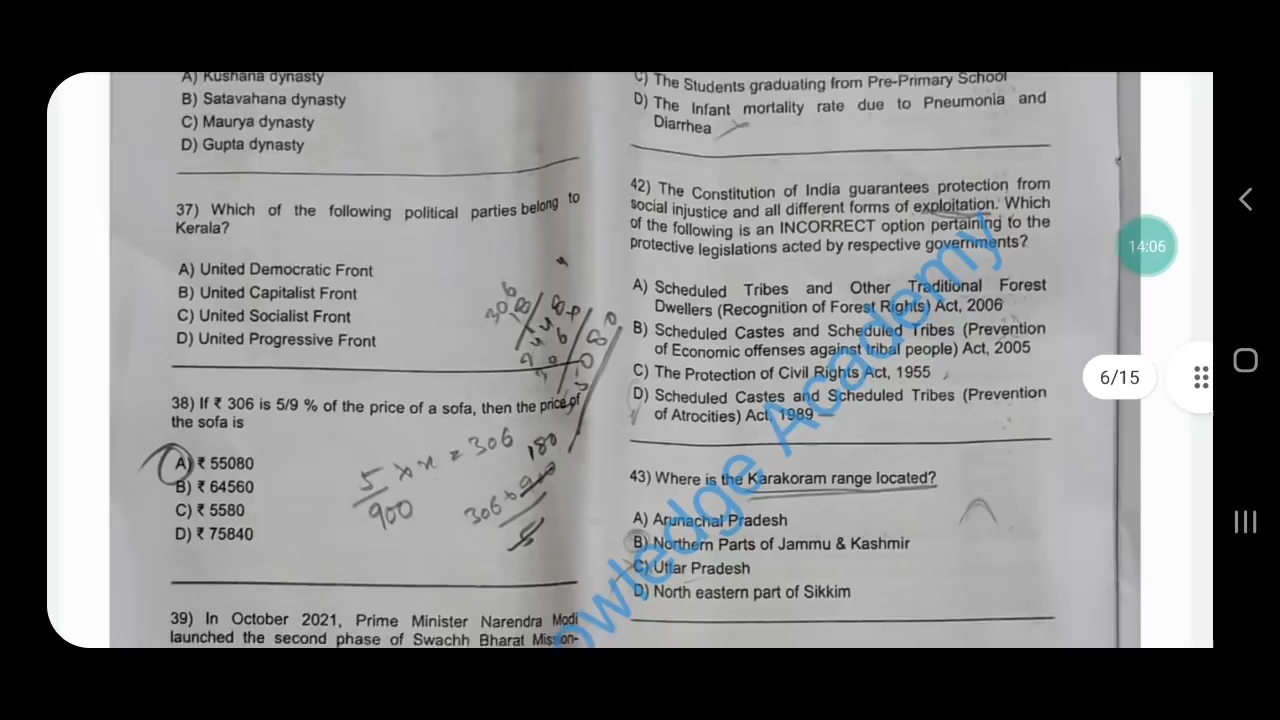 A) Kushana dynasty
B) Satavahana dynasty
C) Maurya dynasty
D) Gupta dynasty
37) Which of the following political parties belong to
Kerala?
A) United Democratic Front
B) United Capitalist Front
C) United Socialist Front
D) United Progressive Front
38) If ₹ 306 is 5/9 % of the price of a sofa, then the price of
the sofa is
A) ₹ 55080
B) ₹ 64560
C) ₹ 5580
D) ₹ 75840
5/900 × x = 306
180
306 × 900
5
39) In October 2021, Prime Minister Narendra Modi
launched the second phase of Swachh Bharat Mission-
C) The Students graduating from Pre-Primary School
D) The Infant mortality rate due to Pneumonia and
Diarrhea
42) The Constitution of India guarantees protection from
social injustice and all different forms of exploitation. Which
of the following is an INCORRECT option pertaining to the
protective legislations acted by respective governments?
A) Scheduled Tribes and Other Traditional Forest
Dwellers (Recognition of Forest Rights) Act, 2006
B) Scheduled Castes and Scheduled Tribes (Prevention
of Economic offenses against tribal people) Act, 2005
C) The Protection of Civil Rights Act, 1955
D) Scheduled Castes and Scheduled Tribes (Prevention
of Atrocities) Act, 1989
43) Where is the Karakoram range located?
A) Arunachal Pradesh
B) Northern Parts of Jammu & Kashmir
C) Uttar Pradesh
D) North eastern part of Sikkim
owledge Academy
14:06
6/15